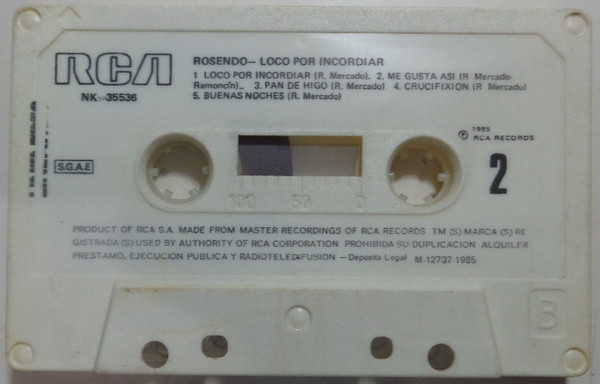 RCA
NK-35536
ROSENDO— LOCO POR INCORDIAR
1 LOCO POR INCORDIAR (R. Mercado). 2. ME GUSTA ASI (R Mercado-
Ramoncín)_ 3. PAN DE HIGO (R. Mercado) 4. CRUCIFIXION (R. Mercado)
5. BUENAS NOCHES (R. Mercado)
℗ 1985
RCA RECORDS
S.G.A.E
2
100 50 0
PRODUCT OF RCA S.A. MADE FROM MASTER RECORDINGS OF RCA RECORDS TM (S) MARCA (S) RE
GISTRADA (S) USED BY AUTHORITY OF RCA CORPORATION PROHIBIDA SU DUPLICACION ALQUILER
PRESTAMO, EJECUCION PUBLICA Y RADIOTELEDIFUSION — Deposito Legal M-12737-1985
B